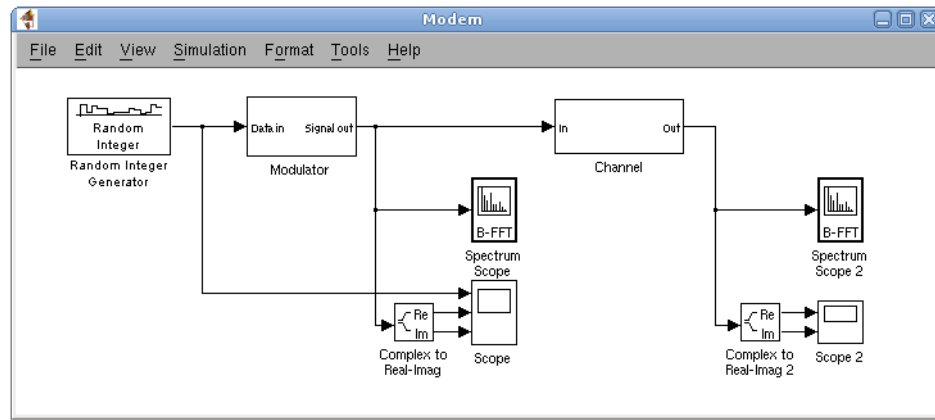 Modem
File Edit View Simulation Format Tools Help
Random
Integer
Random Integer
Generator
Data in Signal out
Modulator
In Out
Channel
B-FFT
Spectrum
Scope
B-FFT
Spectrum
Scope 2
Re
Im
Complex to
Real-Imag
Scope
Re
Im
Complex to
Real-Imag 2
Scope 2